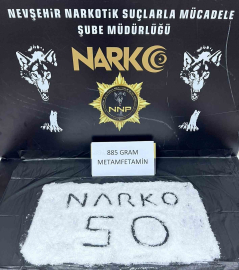 NEVŞEHİR NARKOTİK SUÇLARLA MÜCADELE
ŞUBE MÜDÜRLÜĞÜ
NARKO
NNP
885 GRAM
METAMFETAMİN
NARKO
50